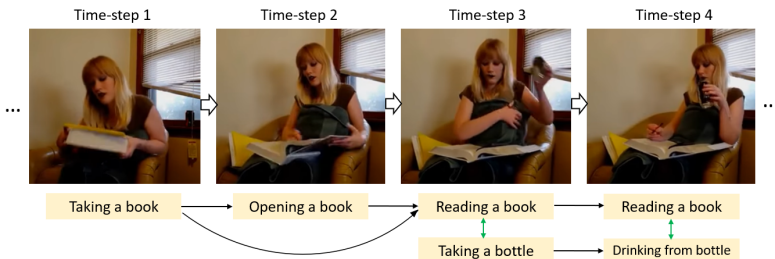 Time-step 1
Time-step 2
Time-step 3
Time-step 4
...
..
Taking a book
Opening a book
Reading a book
Reading a book
Taking a bottle
Drinking from bottle